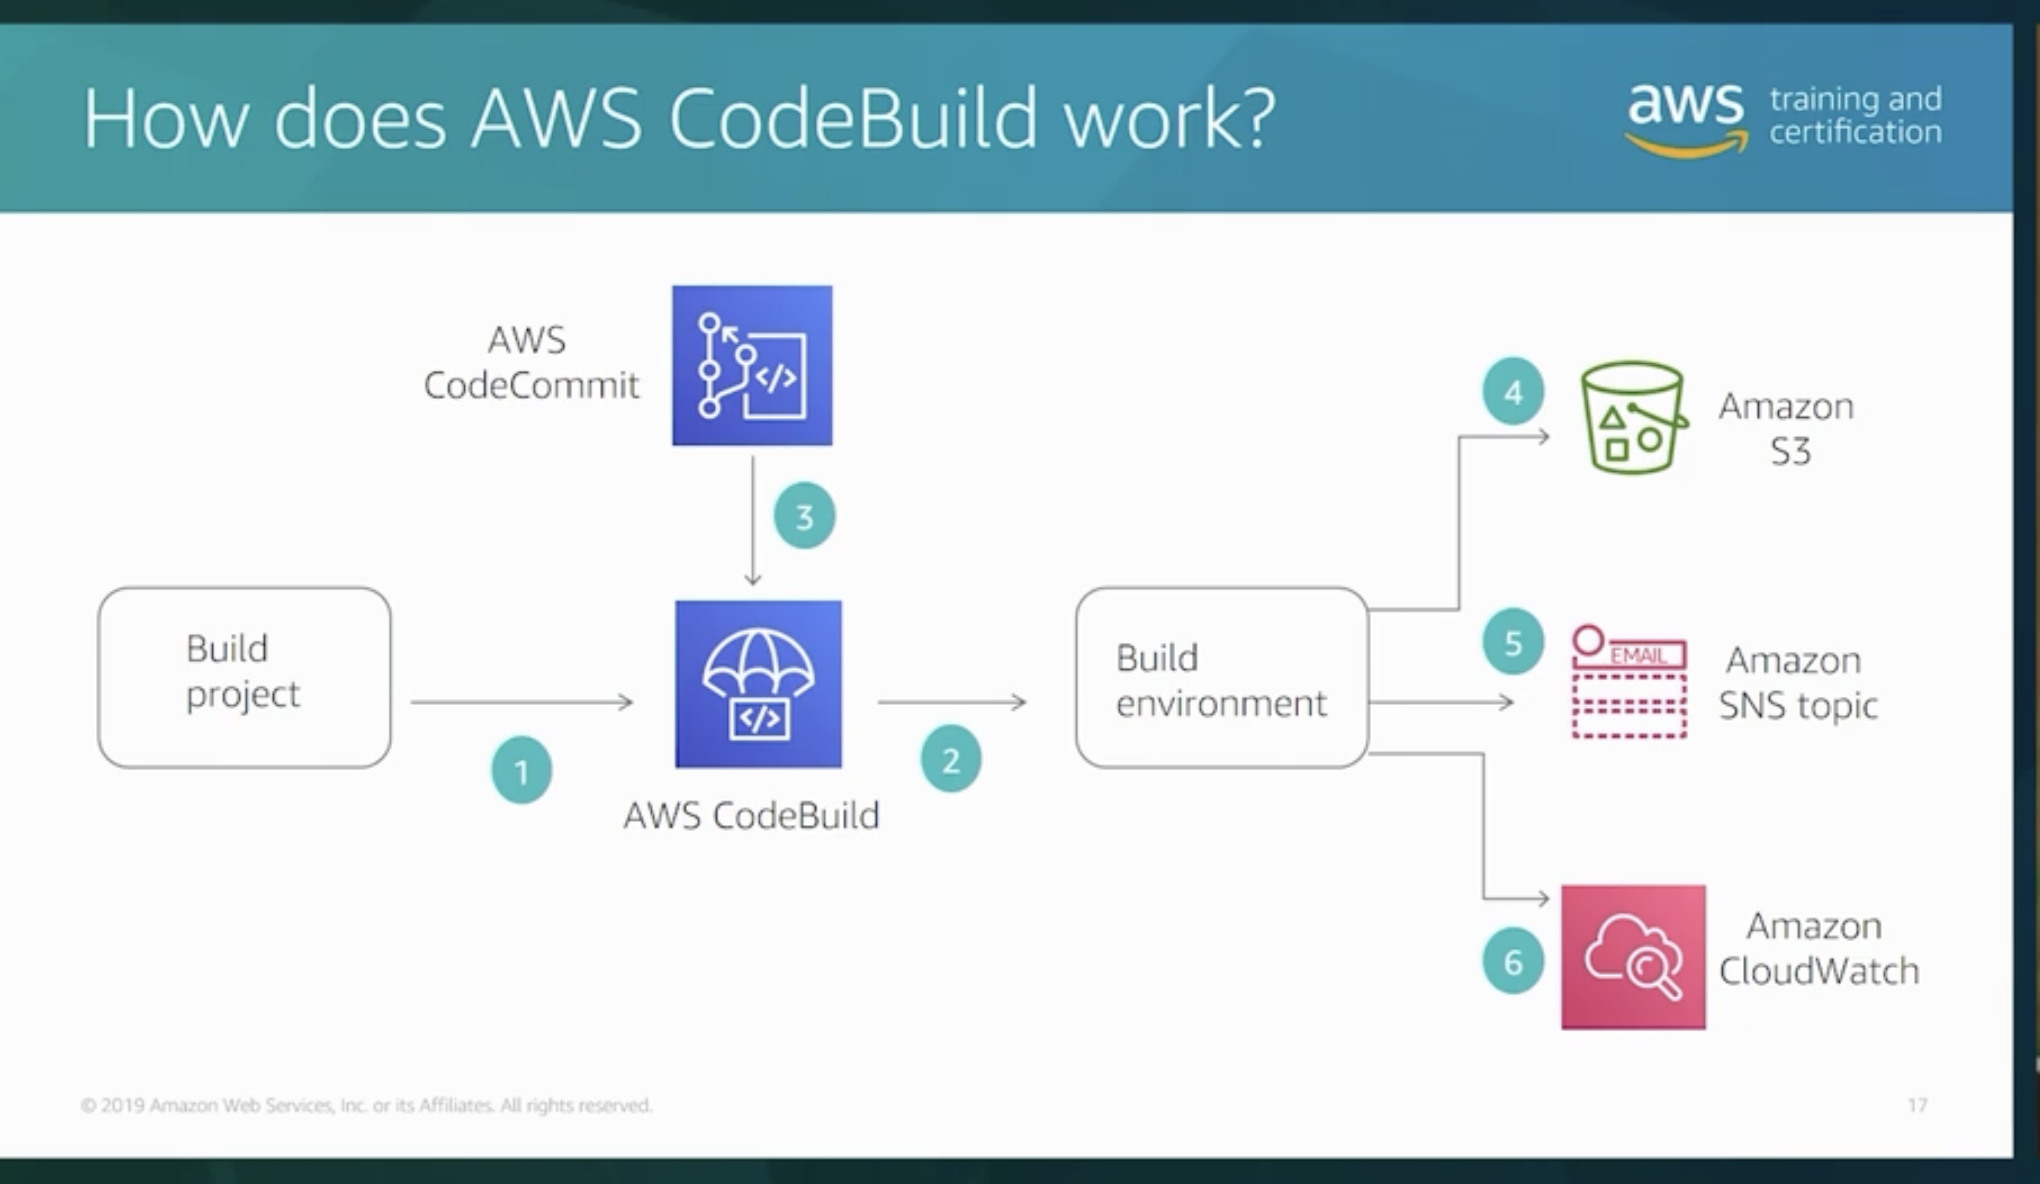 How does AWS CodeBuild work?
aws
training and
certification
AWS
CodeCommit
3
Build
project
1
</>
</>
AWS CodeBuild
2
Build
environment
4
Amazon
S3
5
EMAIL
Amazon
SNS topic
6
Amazon
CloudWatch
© 2019 Amazon Web Services, Inc. or its Affiliates. All rights reserved.
17